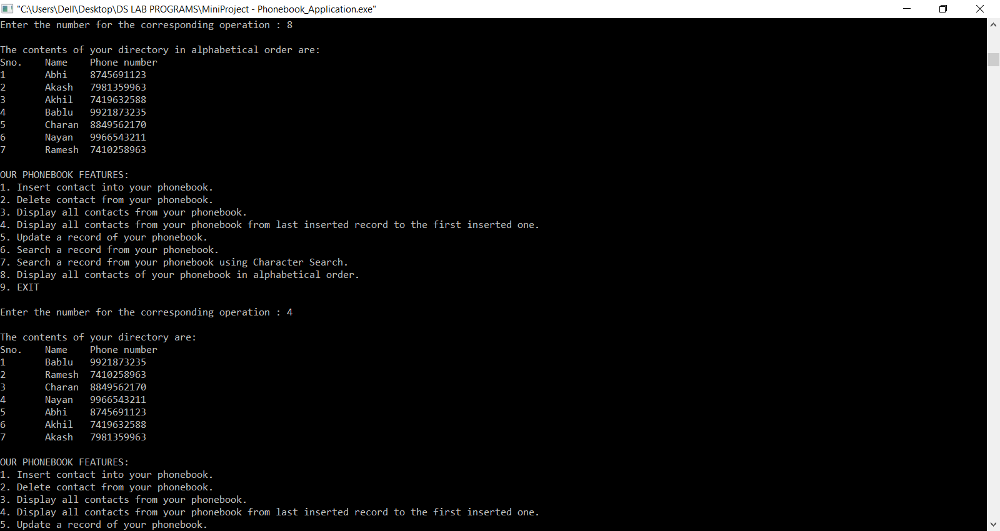 "C:\Users\Dell\Desktop\DS LAB PROGRAMS\MiniProject - Phonebook_Application.exe"
Enter the number for the corresponding operation : 8
The contents of your directory in alphabetical order are:
Sno.    Name    Phone number
1       Abhi    8745691123
2       Akash   7981359963
3       Akhil   7419632588
4       Bablu   9921873235
5       Charan  8849562170
6       Nayan   9966543211
7       Ramesh  7410258963
OUR PHONEBOOK FEATURES:
1. Insert contact into your phonebook.
2. Delete contact from your phonebook.
3. Display all contacts from your phonebook.
4. Display all contacts from your phonebook from last inserted record to the first inserted one.
5. Update a record of your phonebook.
6. Search a record from your phonebook.
7. Search a record from your phonebook using Character Search.
8. Display all contacts of your phonebook in alphabetical order.
9. EXIT
Enter the number for the corresponding operation : 4
The contents of your directory are:
Sno.    Name    Phone number
1       Bablu   9921873235
2       Ramesh  7410258963
3       Charan  8849562170
4       Nayan   9966543211
5       Abhi    8745691123
6       Akhil   7419632588
7       Akash   7981359963
OUR PHONEBOOK FEATURES:
1. Insert contact into your phonebook.
2. Delete contact from your phonebook.
3. Display all contacts from your phonebook.
4. Display all contacts from your phonebook from last inserted record to the first inserted one.
5. Update a record of your phonebook.